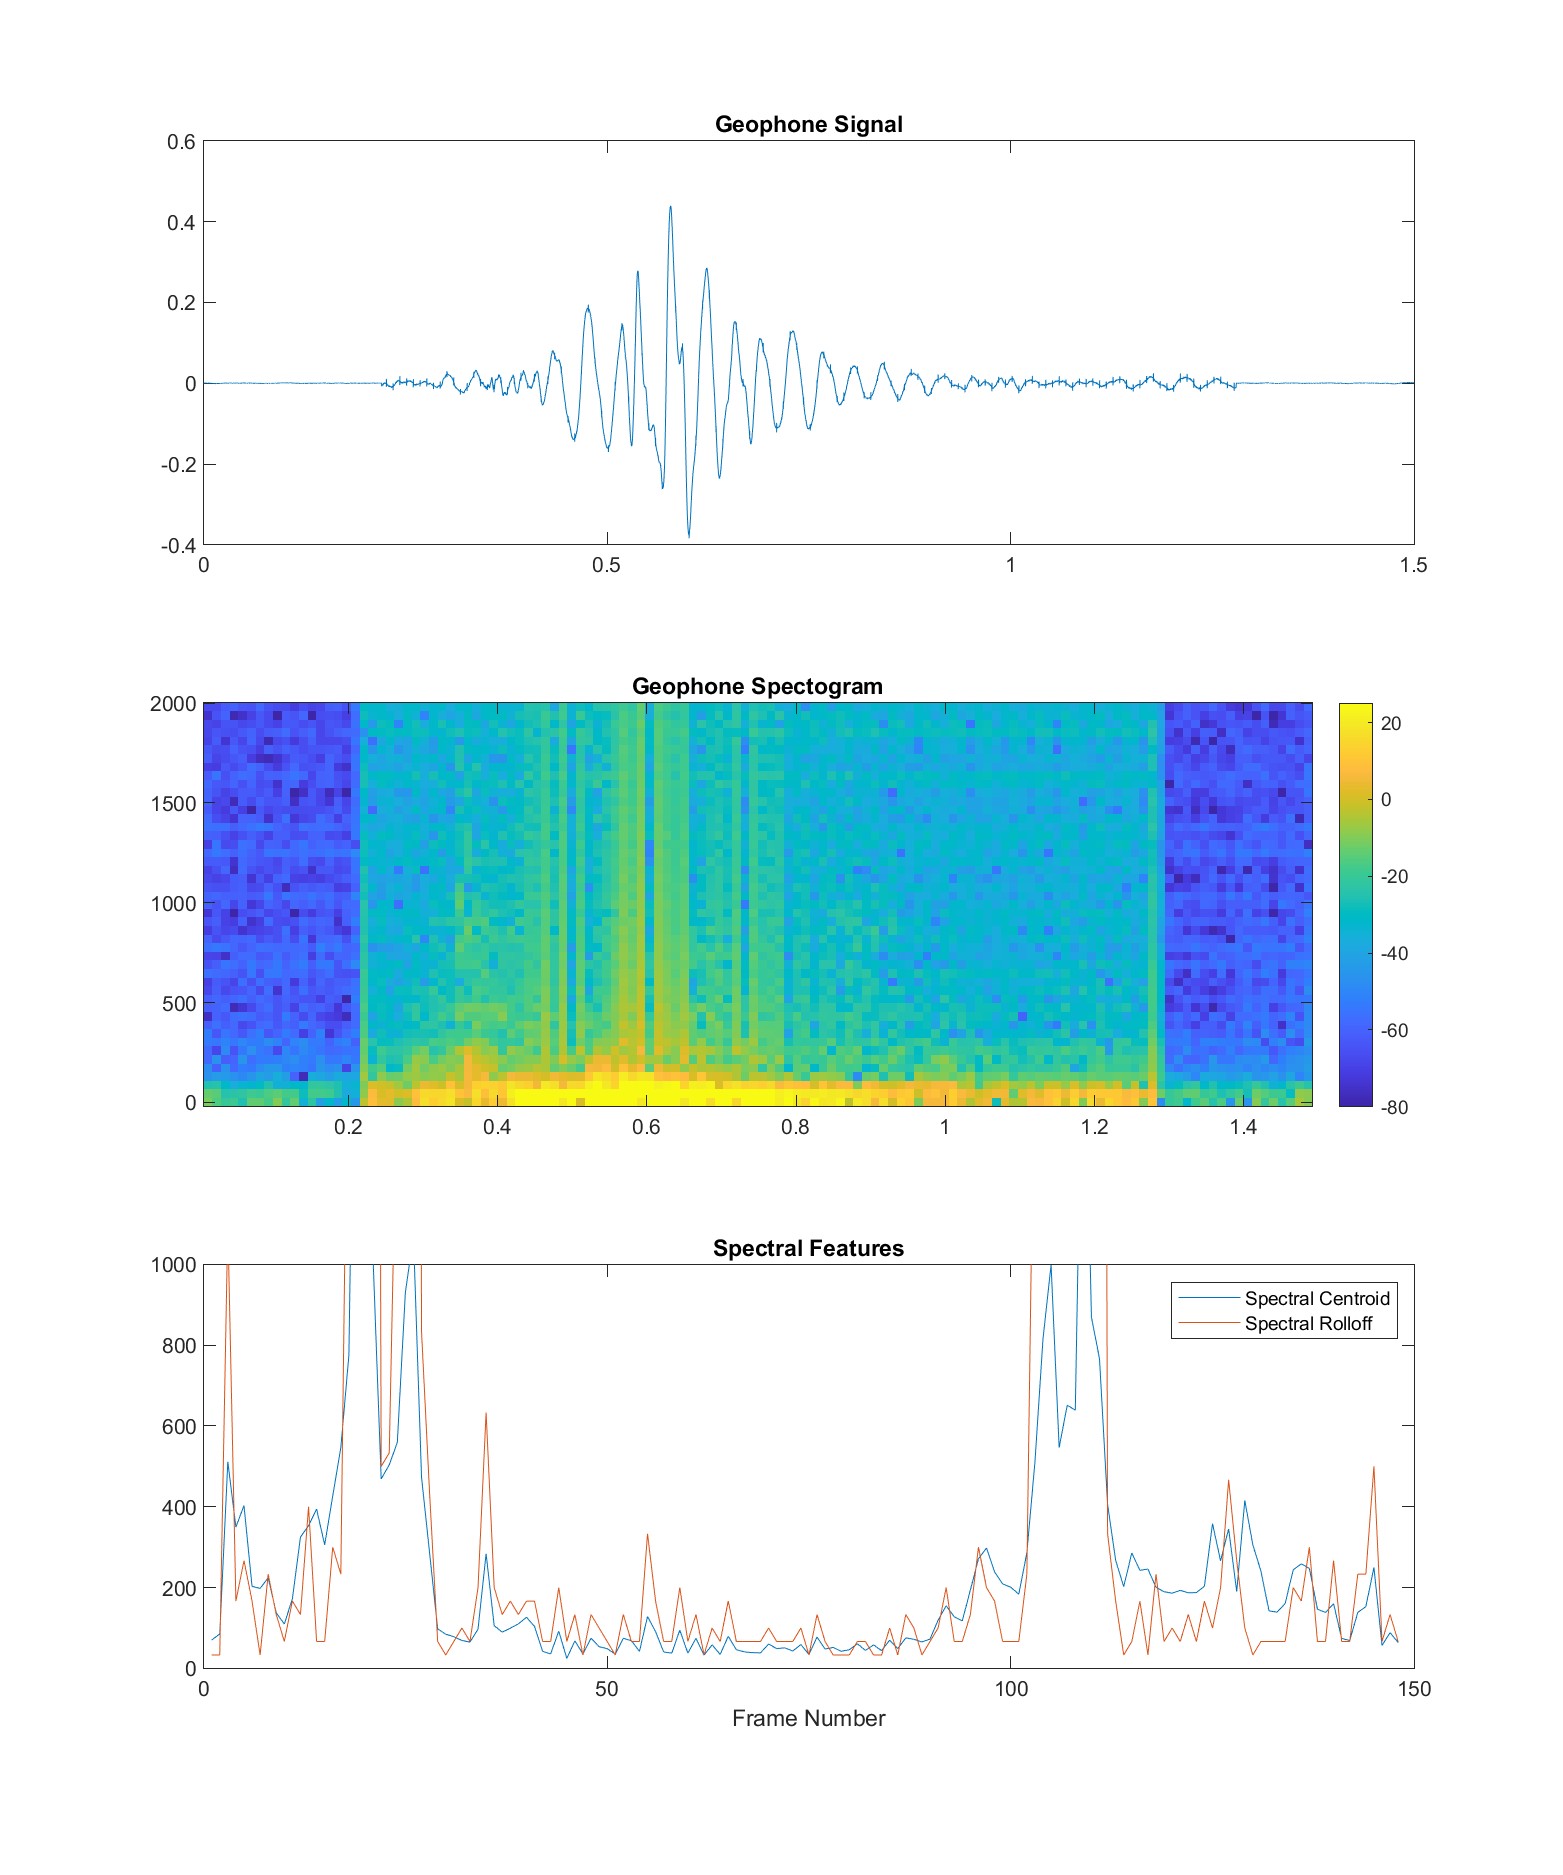 Geophone Signal
0.6
0.4
0.2
0
-0.2
-0.4
0 0.5 1 1.5
Geophone Spectogram
2000
1500
1000
500
0
0.2 0.4 0.6 0.8 1 1.2 1.4
20
0
-20
-40
-60
-80
Spectral Features
1000
800
600
400
200
0
Spectral Centroid
Spectral Rolloff
0 50 100 150
Frame Number